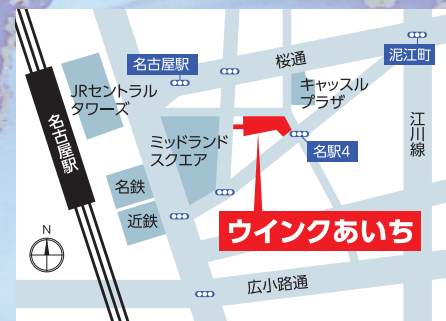 名古屋駅
桜通
泥江町
JRセントラル
タワーズ
キャッスル
プラザ
江川線
名古屋駅
ミッドランド
スクエア
名駅4
名鉄
近鉄
ウインクあいち
N
広小路通